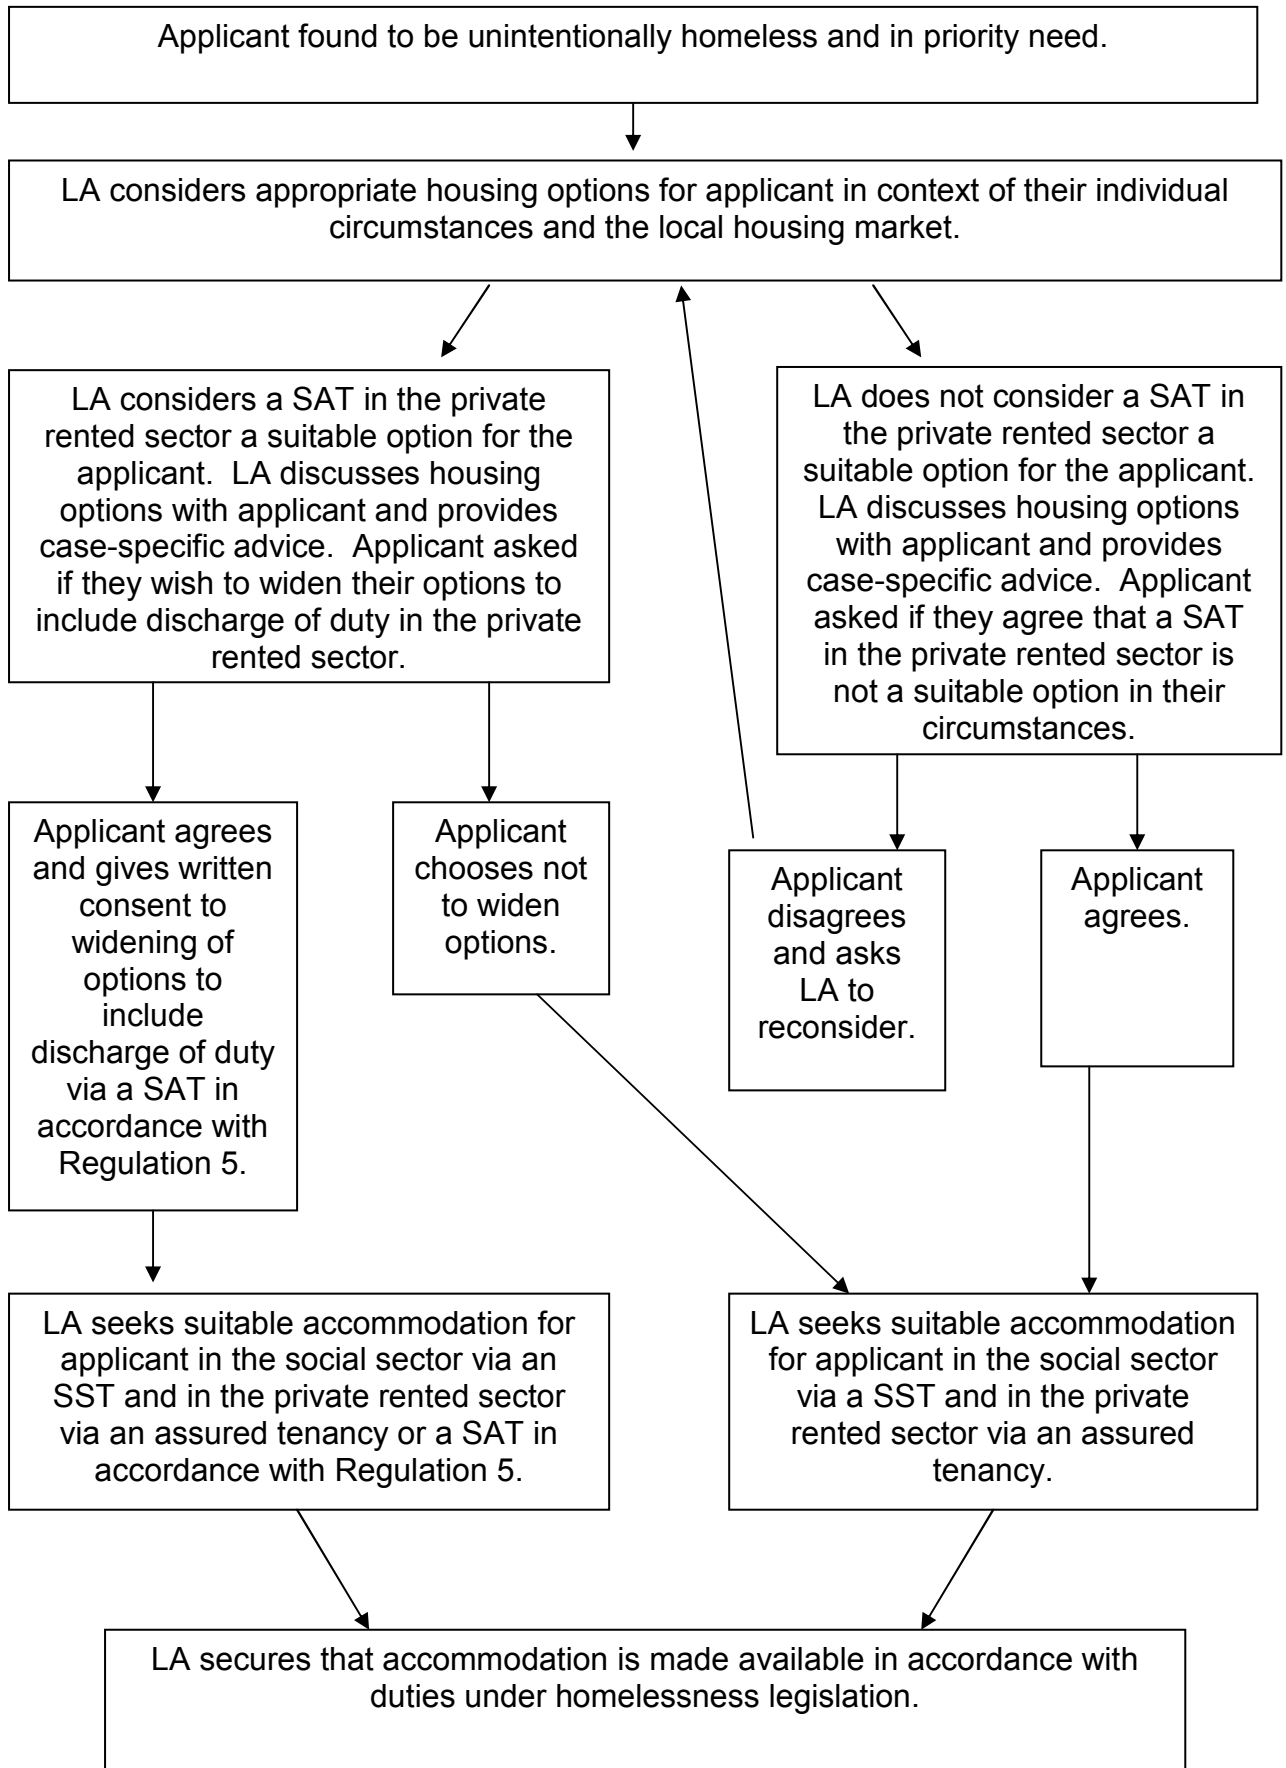 Applicant found to be unintentionally homeless and in priority need.
LA considers appropriate housing options for applicant in context of their individual
circumstances and the local housing market.
LA considers a SAT in the private
rented sector a suitable option for the
applicant.  LA discusses housing
options with applicant and provides
case-specific advice.  Applicant asked
if they wish to widen their options to
include discharge of duty in the private
rented sector.
LA does not consider a SAT in
the private rented sector a
suitable option for the applicant.
LA discusses housing options
with applicant and provides
case-specific advice.  Applicant
asked if they agree that a SAT
in the private rented sector is
not a suitable option in their
circumstances.
Applicant agrees
and gives written
consent to
widening of
options to
include
discharge of duty
via a SAT in
accordance with
Regulation 5.
Applicant
chooses not
to widen
options.
Applicant
disagrees
and asks
LA to
reconsider.
Applicant
agrees.
LA seeks suitable accommodation for
applicant in the social sector via an
SST and in the private rented sector
via an assured tenancy or a SAT in
accordance with Regulation 5.
LA seeks suitable accommodation
for applicant in the social sector
via a SST and in the private
rented sector via an assured
tenancy.
LA secures that accommodation is made available in accordance with
duties under homelessness legislation.